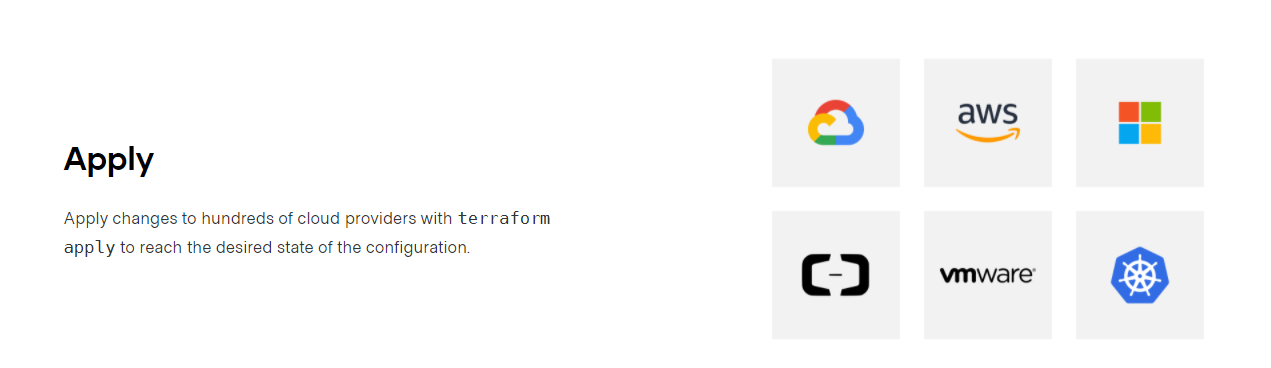 Apply
Apply changes to hundreds of cloud providers with terraform
apply to reach the desired state of the configuration.
aws
vmware®